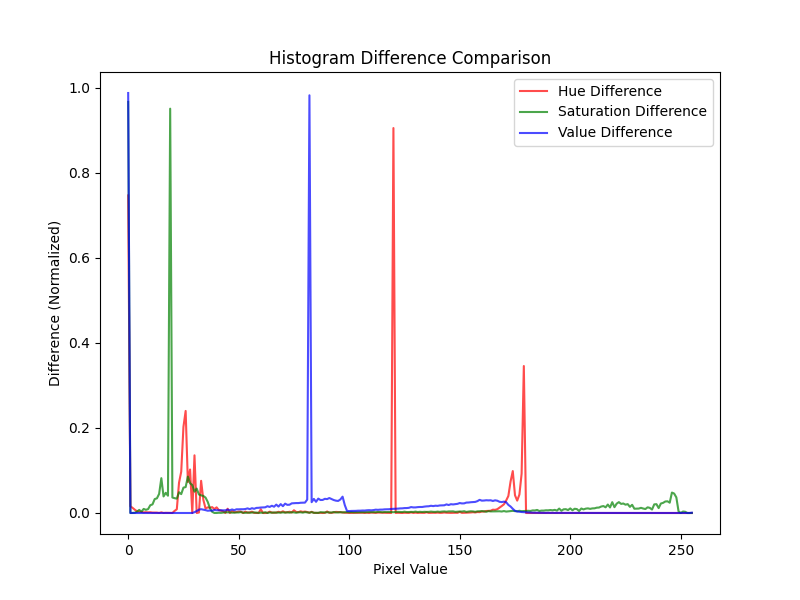 Histogram Difference Comparison
Hue Difference
Saturation Difference
Value Difference
1.0
0.8
0.6
0.4
0.2
0.0
Difference (Normalized)
0 50 100 150 200 250
Pixel Value